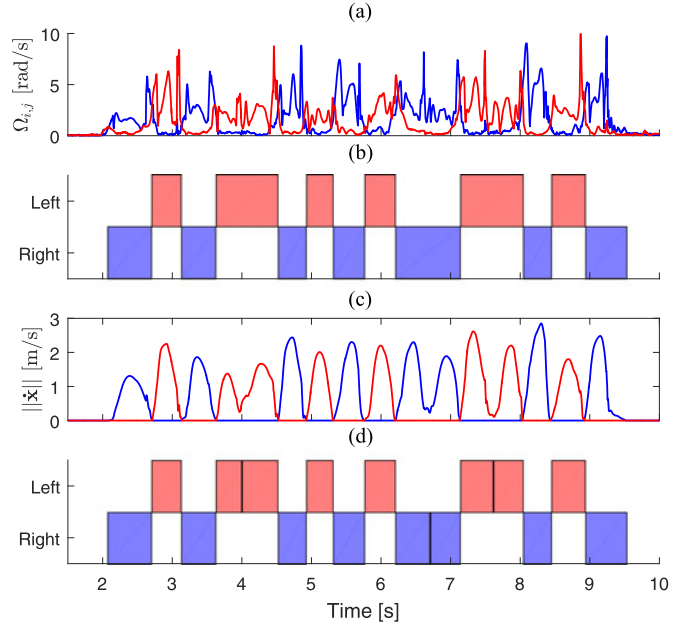 (a)
Ω_{i,j} [rad/s]
10
5
0
(b)
Left
Right
(c)
||ẋ|| [m/s]
3
2
1
0
(d)
Left
Right
2 3 4 5 6 7 8 9 10
Time [s]